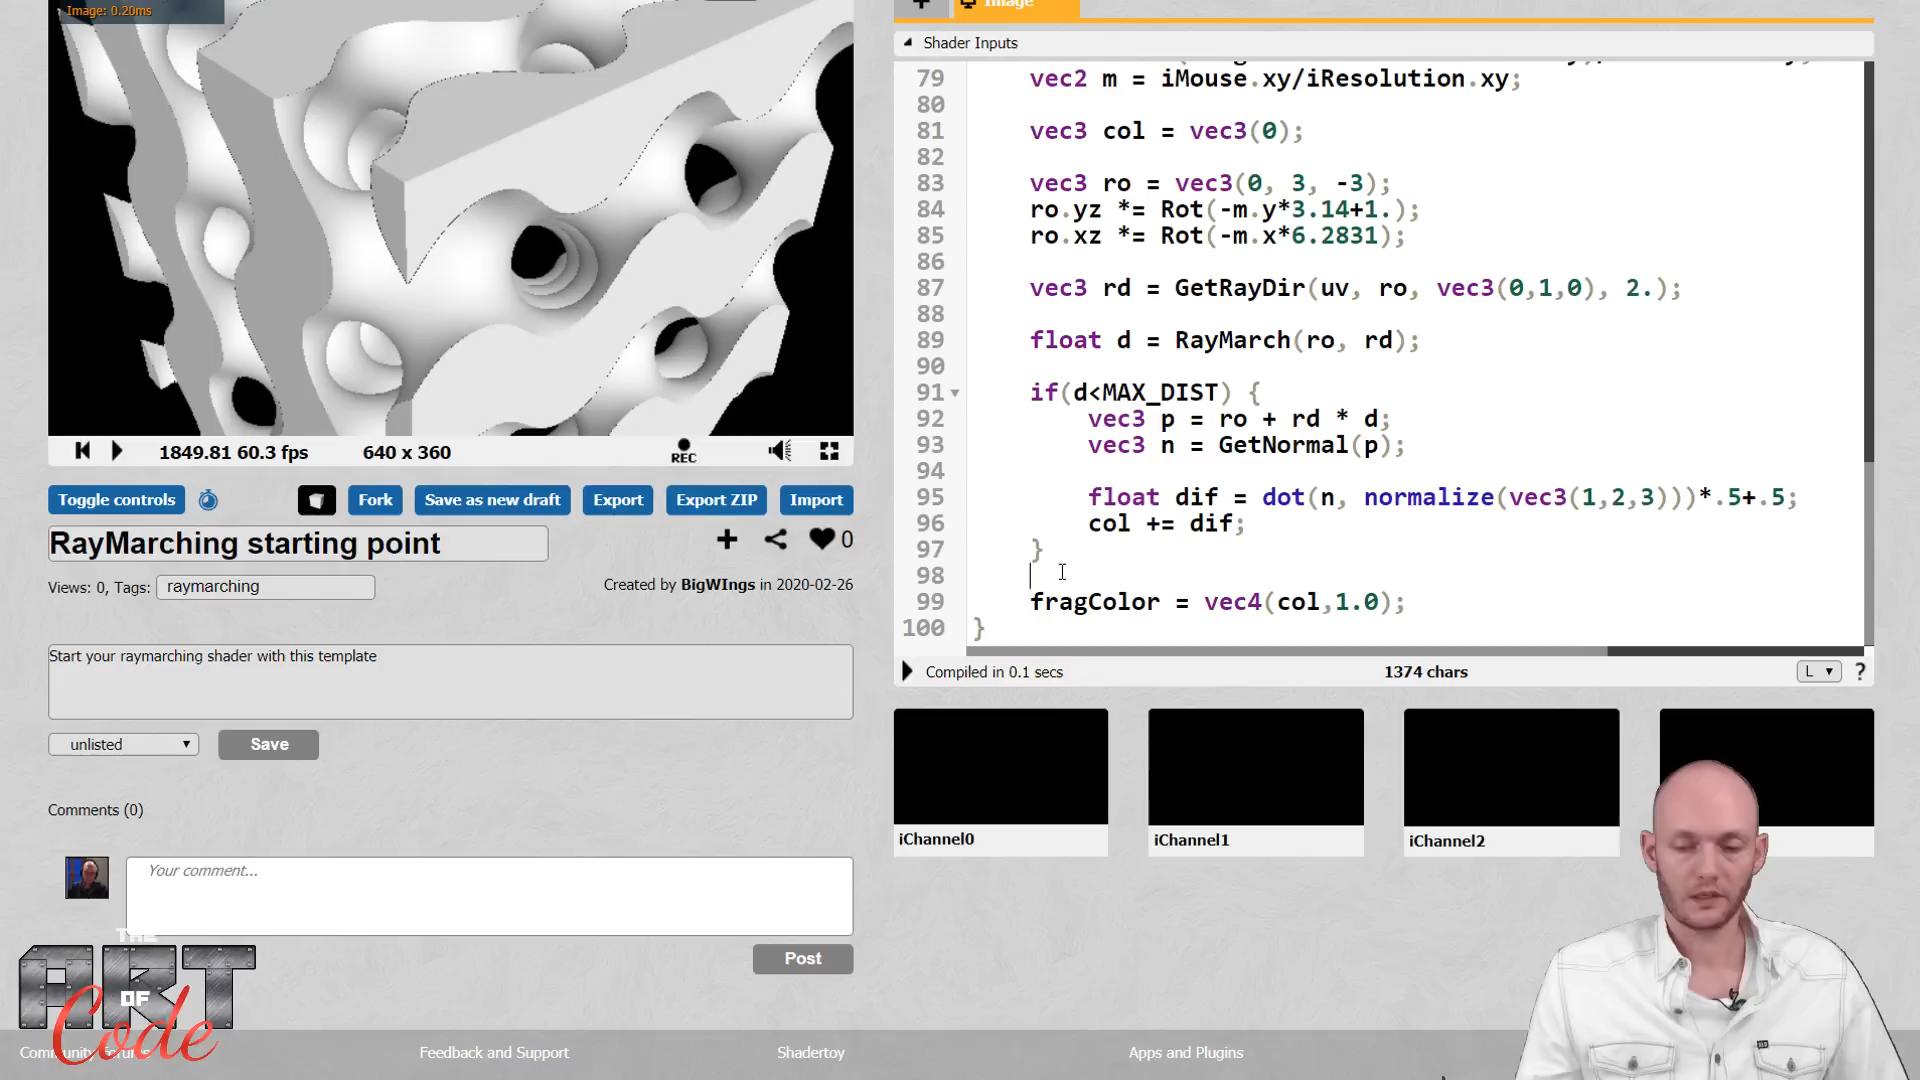 Image: 0.20ms
Image
Shader Inputs
79 vec2 m = iMouse.xy/iResolution.xy;
80
81 vec3 col = vec3(0);
82
83 vec3 ro = vec3(0, 3, -3);
84 ro.yz *= Rot(-m.y*3.14+1.);
85 ro.xz *= Rot(-m.x*6.2831);
86
87 vec3 rd = GetRayDir(uv, ro, vec3(0,1,0), 2.);
88
89 float d = RayMarch(ro, rd);
90
91 if(d<MAX_DIST) {
92 vec3 p = ro + rd * d;
93 vec3 n = GetNormal(p);
94
95 float dif = dot(n, normalize(vec3(1,2,3)))*.5+.5;
96 col += dif;
97 }
98
99 fragColor = vec4(col,1.0);
100 }
1849.81 60.3 fps 640 x 360 REC
Toggle controls Fork Save as new draft Export Export ZIP Import
RayMarching starting point
0
Views: 0, Tags: raymarching Created by BigWIngs in 2020-02-26
Start your raymarching shader with this template
unlisted Save
Compiled in 0.1 secs 1374 chars L ?
iChannel0 iChannel1 iChannel2
Comments (0)
Your comment...
Post
THE
ART
OF
Code
Feedback and Support Shadertoy Apps and Plugins